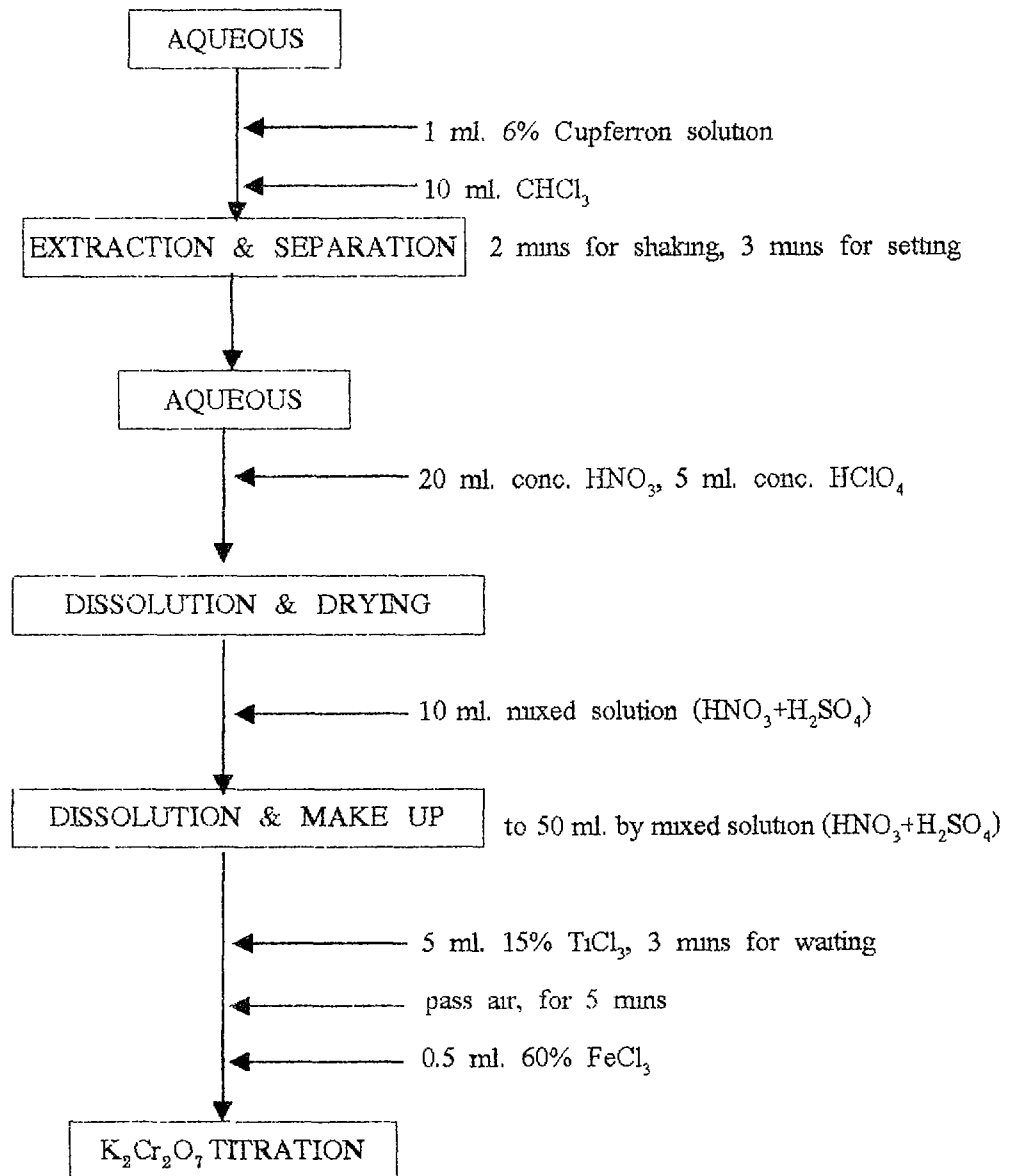 AQUEOUS
1 ml. 6% Cupferron solution
10 ml. CHCl₃
EXTRACTION & SEPARATION 2 mins for shaking, 3 mins for setting
AQUEOUS
20 ml. conc. HNO₃, 5 ml. conc. HClO₄
DISSOLUTION & DRYING
10 ml. mixed solution (HNO₃+H₂SO₄)
DISSOLUTION & MAKE UP to 50 ml. by mixed solution (HNO₃+H₂SO₄)
5 ml. 15% TiCl₃, 3 mins for waiting
pass air, for 5 mins
0.5 ml. 60% FeCl₃
K₂Cr₂O₇ TITRATION